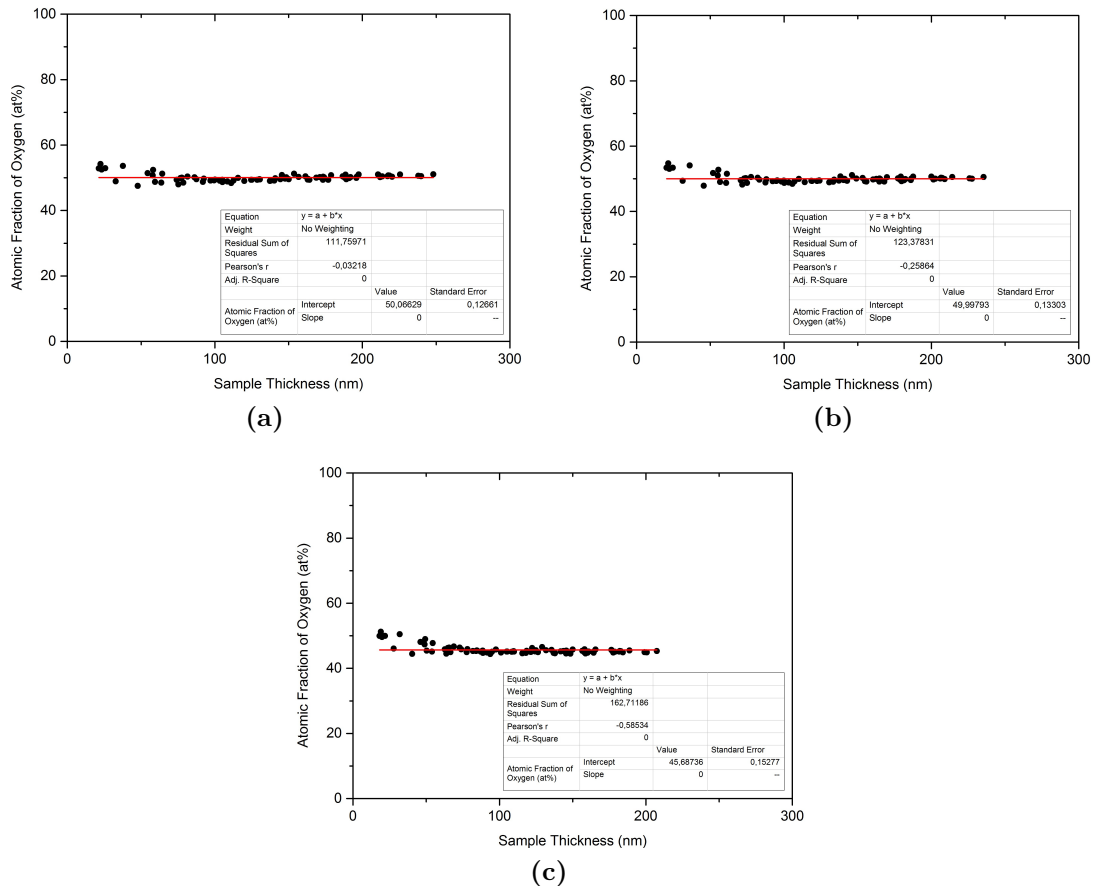 100
80
60
40
20
0
Atomic Fraction of Oxygen (at%)
Equation y = a + b*x
Weight No Weighting
Residual Sum of Squares 111,75971
Pearson's r -0,03218
Adj. R-Square 0
Value Standard Error
Atomic Fraction of Oxygen (at%) Intercept 50,06629 0,12661
Slope 0 --
0 100 200 300
Sample Thickness (nm)
(a)
100
80
60
40
20
0
Atomic Fraction of Oxygen (at%)
Equation y = a + b*x
Weight No Weighting
Residual Sum of Squares 123,37831
Pearson's r -0,25864
Adj. R-Square 0
Value Standard Error
Atomic Fraction of Oxygen (at%) Intercept 49,99793 0,13303
Slope 0 --
0 100 200 300
Sample Thickness (nm)
(b)
100
80
60
40
20
0
Atomic Fraction of Oxygen (at%)
Equation y = a + b*x
Weight No Weighting
Residual Sum of Squares 162,71186
Pearson's r -0,58534
Adj. R-Square 0
Value Standard Error
Atomic Fraction of Oxygen (at%) Intercept 45,68736 0,15277
Slope 0 --
0 100 200 300
Sample Thickness (nm)
(c)